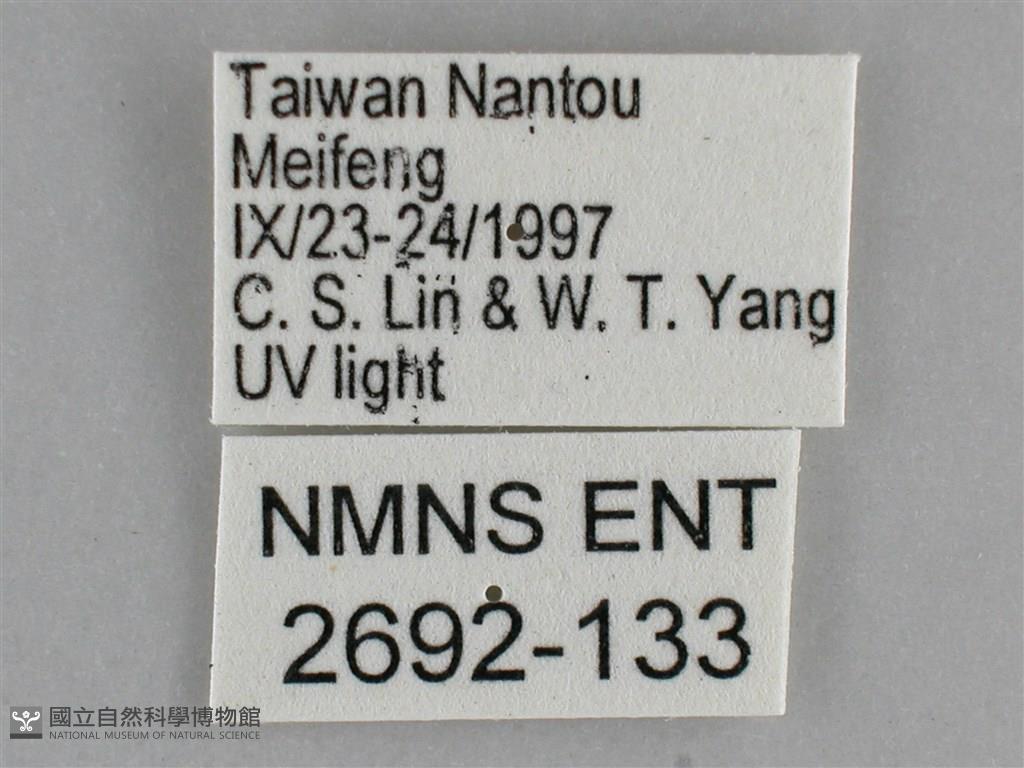 Taiwan Nantou
Meifeng
IX/23-24/1997
C. S. Lin & W. T. Yang
UV light
NMNS ENT
2692-133
國立自然科學博物館
NATIONAL MUSEUM OF NATURAL SCIENCE